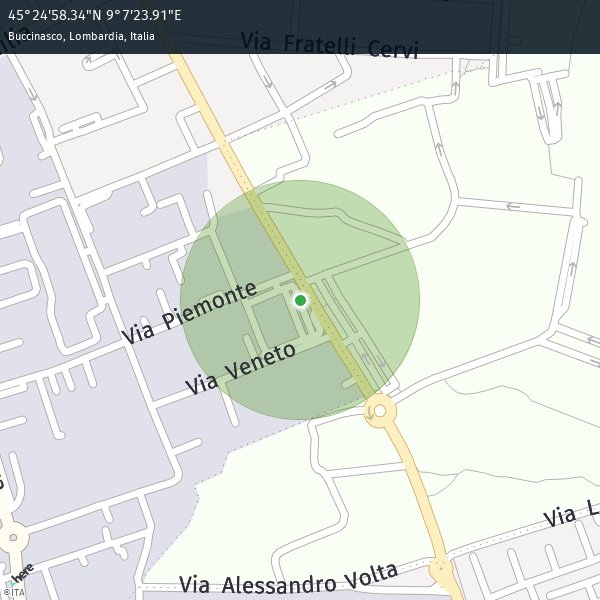 45°24'58.34"N 9°7'23.91"E
Buccinasco, Lombardia, Italia
Via Fratelli Cervi
Via Piemonte
Via Veneto
Via L
Via Alessandro Volta
here
©ITA